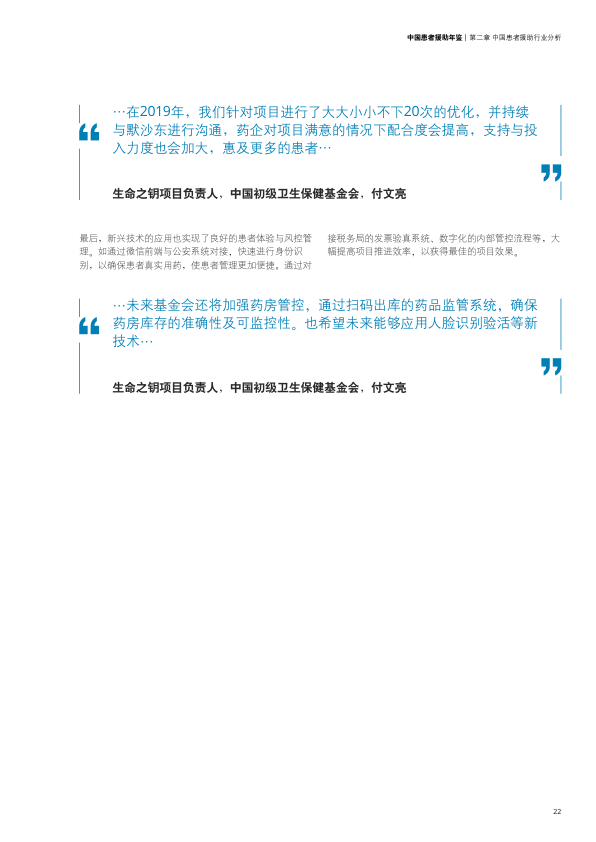 中国患者援助年鉴 | 第二章 中国患者援助行业分析
“
…在2019年，我们针对项目进行了大大小小不下20次的优化，并持续
与默沙东进行沟通，药企对项目满意的情况下配合度会提高，支持与投
入力度也会加大，惠及更多的患者…
”
生命之钥项目负责人，中国初级卫生保健基金会，付文亮
最后，新兴技术的应用也实现了良好的患者体验与风控管
理。如通过微信前端与公安系统对接，快速进行身份识
别，以确保患者真实用药，使患者管理更加便捷。通过对
接税务局的发票验真系统、数字化的内部管控流程等，大
幅提高项目推进效率，以获得最佳的项目效果。
“
…未来基金会还将加强药房管控，通过扫码出库的药品监管系统，确保
药房库存的准确性及可监控性。也希望未来能够应用人脸识别验活等新
技术…
”
生命之钥项目负责人，中国初级卫生保健基金会，付文亮
22